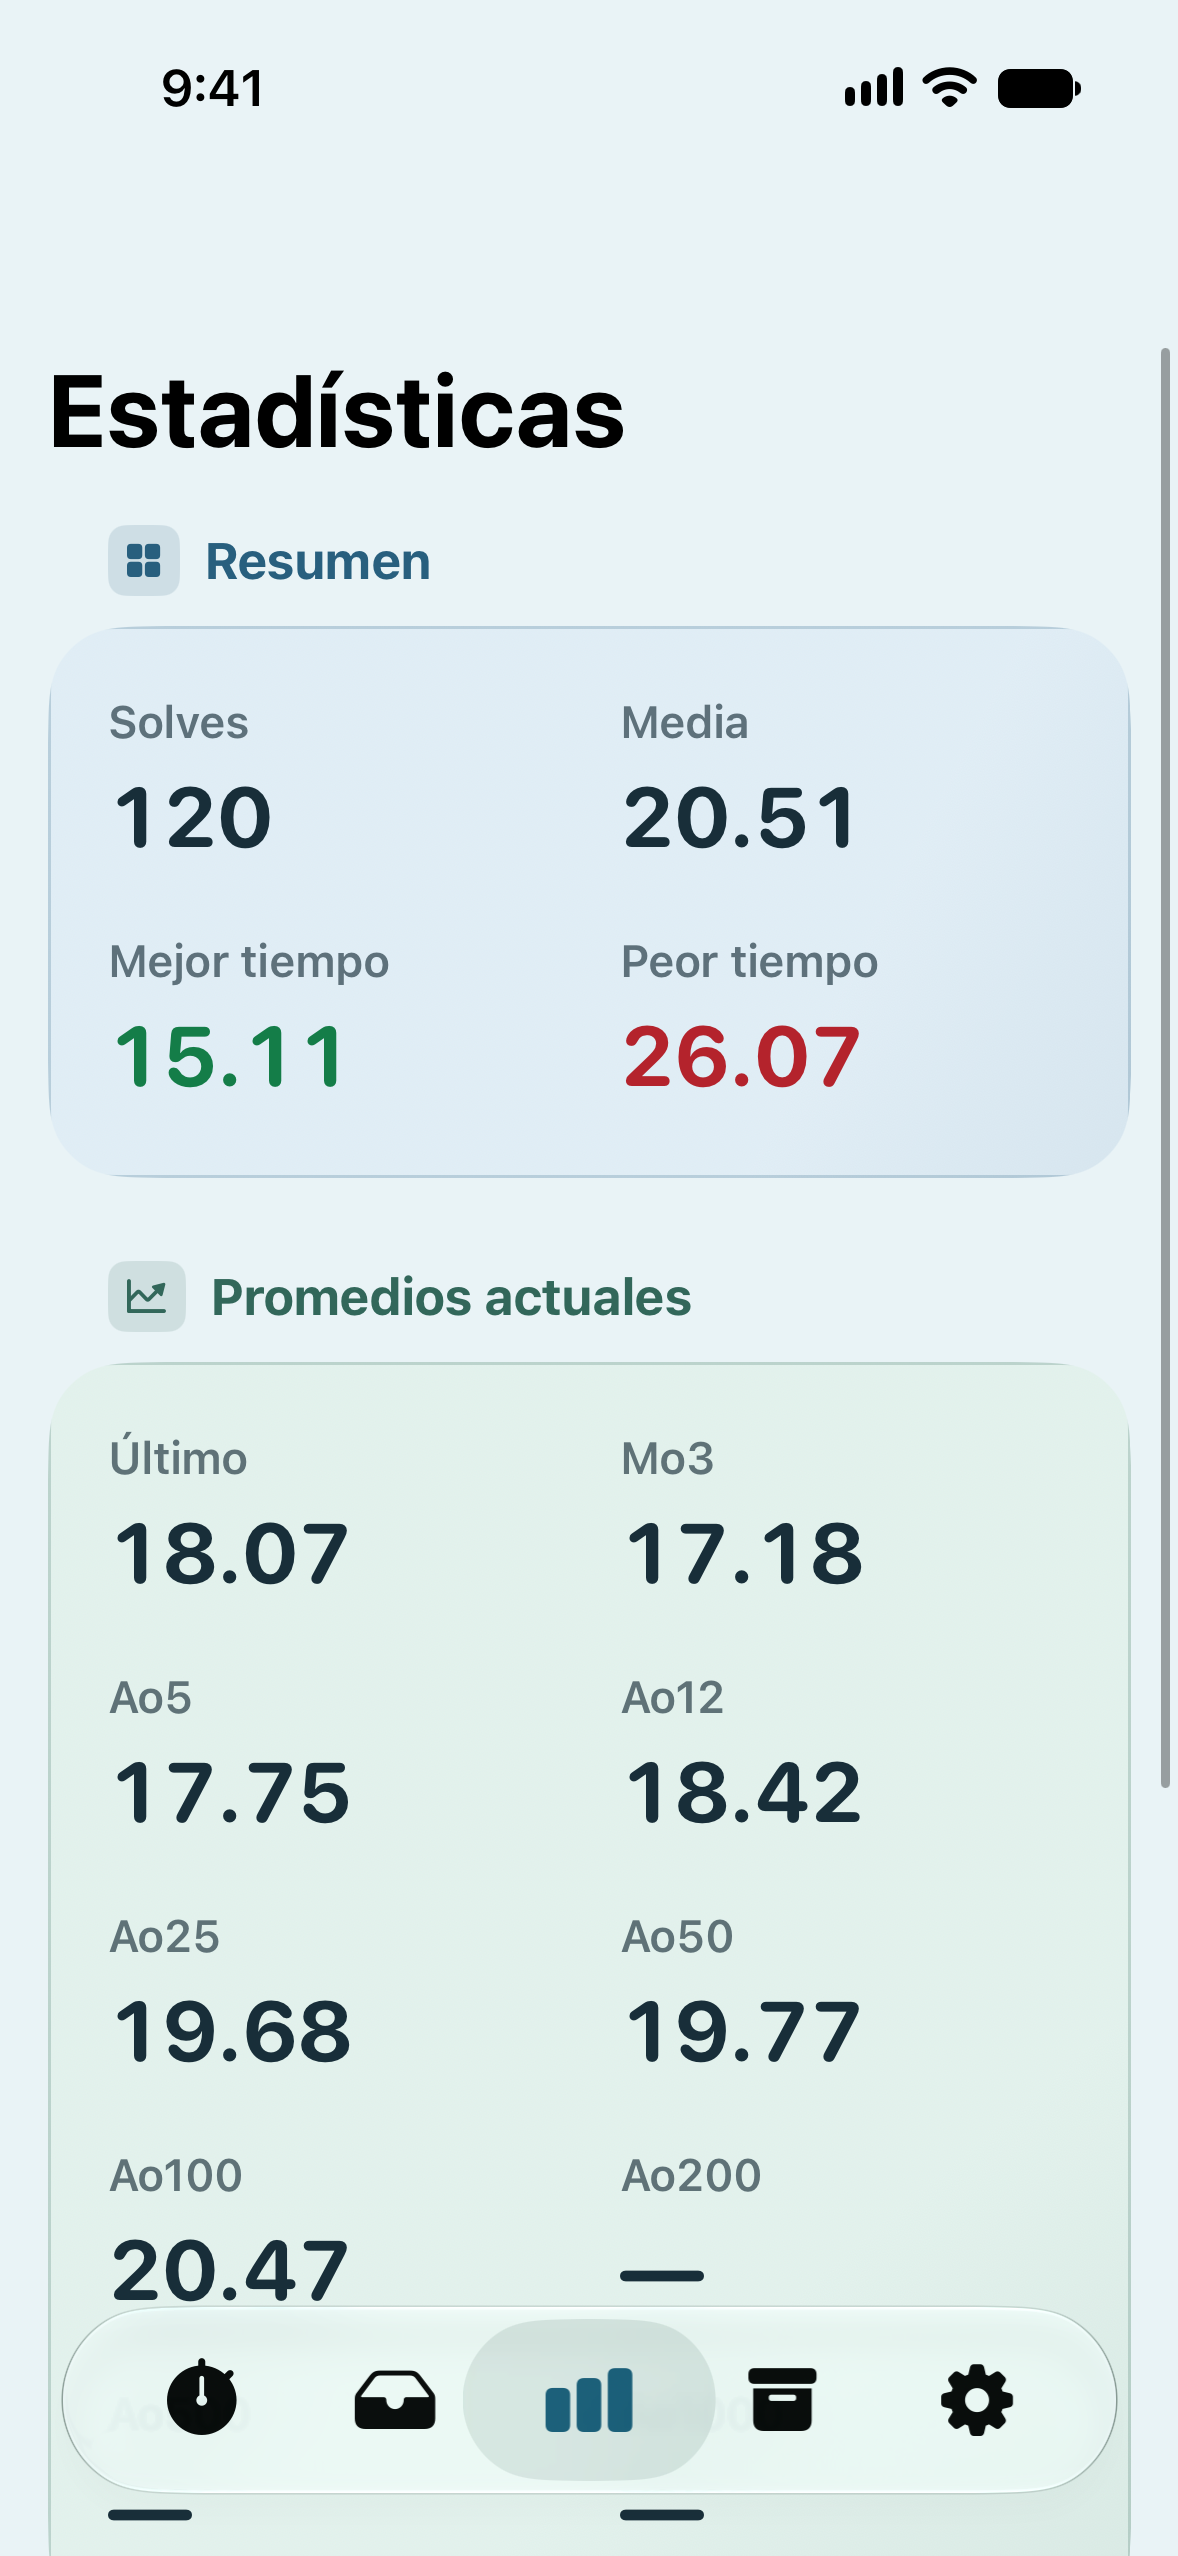 9:41
Estadísticas
Resumen
Solves
Media
120
20.51
Mejor tiempo
Peor tiempo
15.11
26.07
Promedios actuales
Último
Mo3
18.07
17.18
Ao5
Ao12
17.75
18.42
Ao25
Ao50
19.68
19.77
Ao100
Ao200
20.47
—
— —